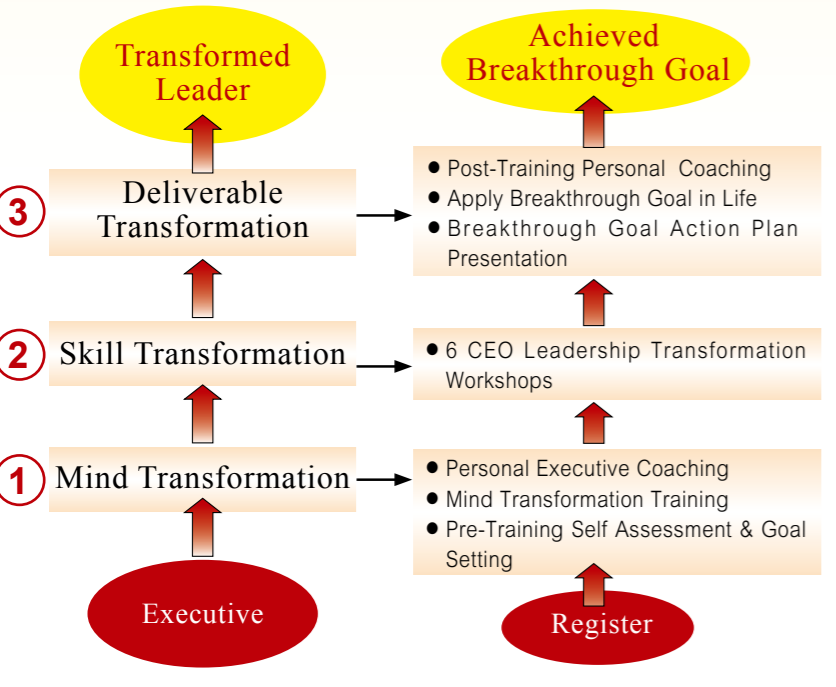 Transformed
Leader
Achieved
Breakthrough Goal
3
Deliverable
Transformation
● Post-Training Personal Coaching
● Apply Breakthrough Goal in Life
● Breakthrough Goal Action Plan
Presentation
2
Skill Transformation
● 6 CEO Leadership Transformation
Workshops
1
Mind Transformation
● Personal Executive Coaching
● Mind Transformation Training
● Pre-Training Self Assessment & Goal
Setting
Executive
Register